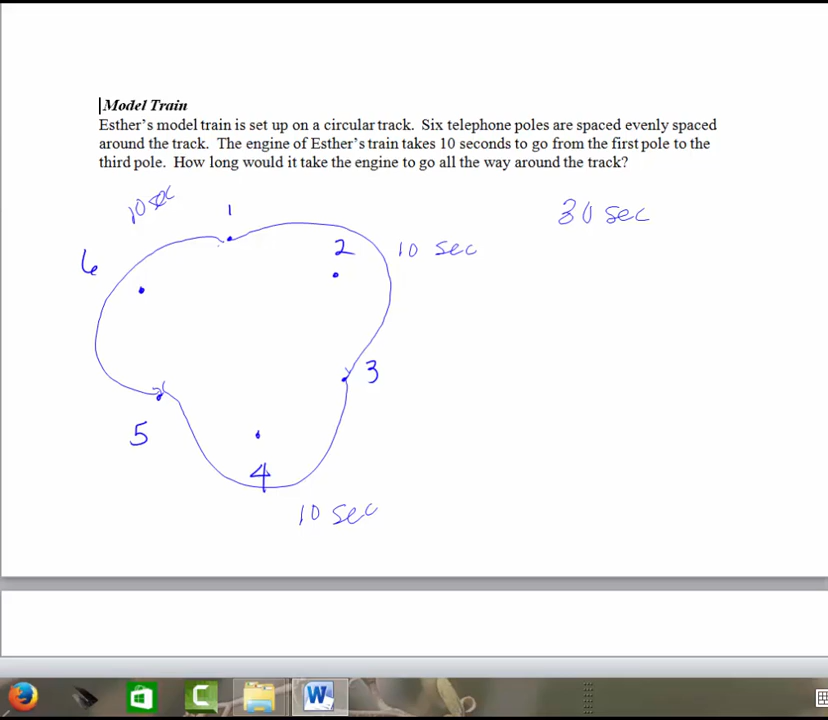 Model Train
Esther's model train is set up on a circular track. Six telephone poles are spaced evenly spaced
around the track. The engine of Esther's train takes 10 seconds to go from the first pole to the
third pole. How long would it take the engine to go all the way around the track?
10 sec
1
30 sec
2
10 sec
6
3
5
4
10 sec